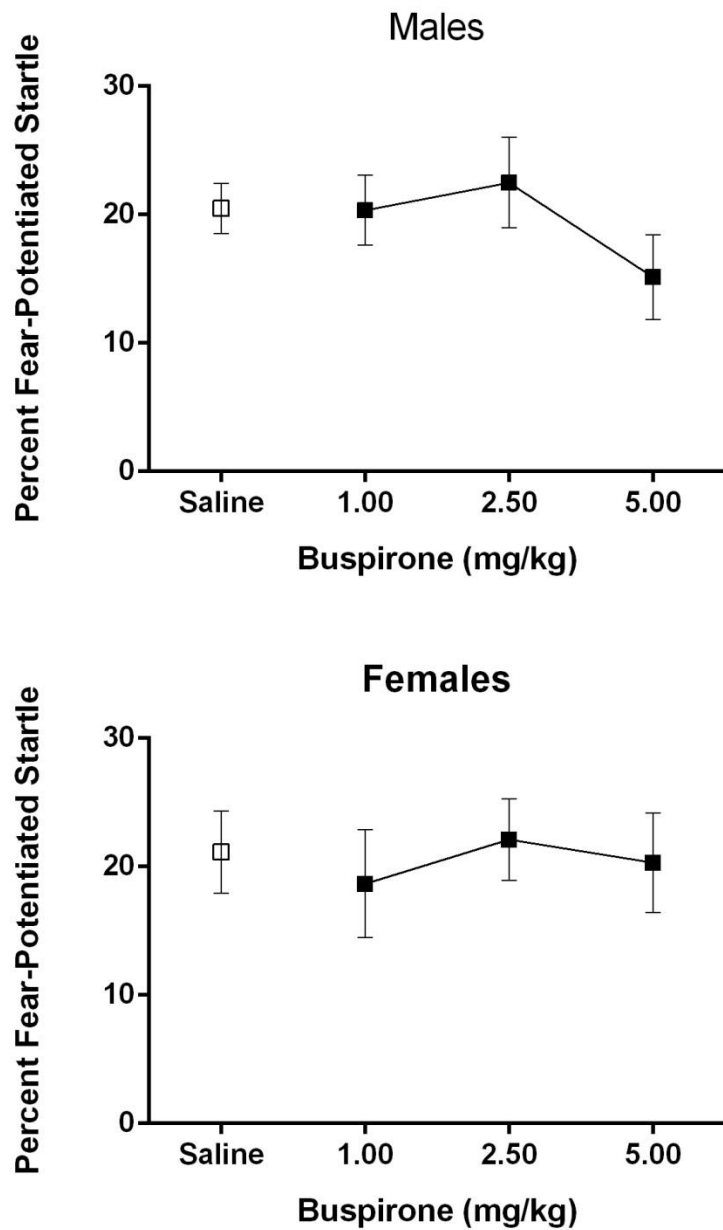 Males
Percent Fear-Potentiated Startle
30
20
10
0
Saline 1.00 2.50 5.00
Buspirone (mg/kg)
Females
Percent Fear-Potentiated Startle
30
20
10
0
Saline 1.00 2.50 5.00
Buspirone (mg/kg)